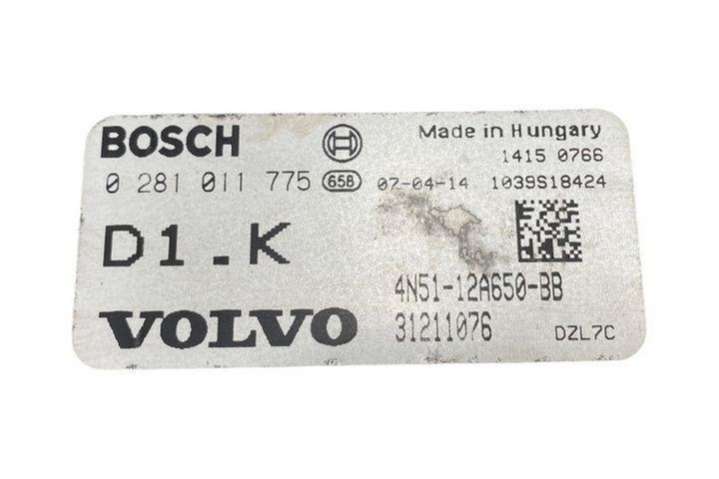 BOSCH Made in Hungary
1415 0766
0 281 011 775 658 07-04-14 1039S18424
D1.K
4N51-12A650-BB
VOLVO 31211076 DZL7C